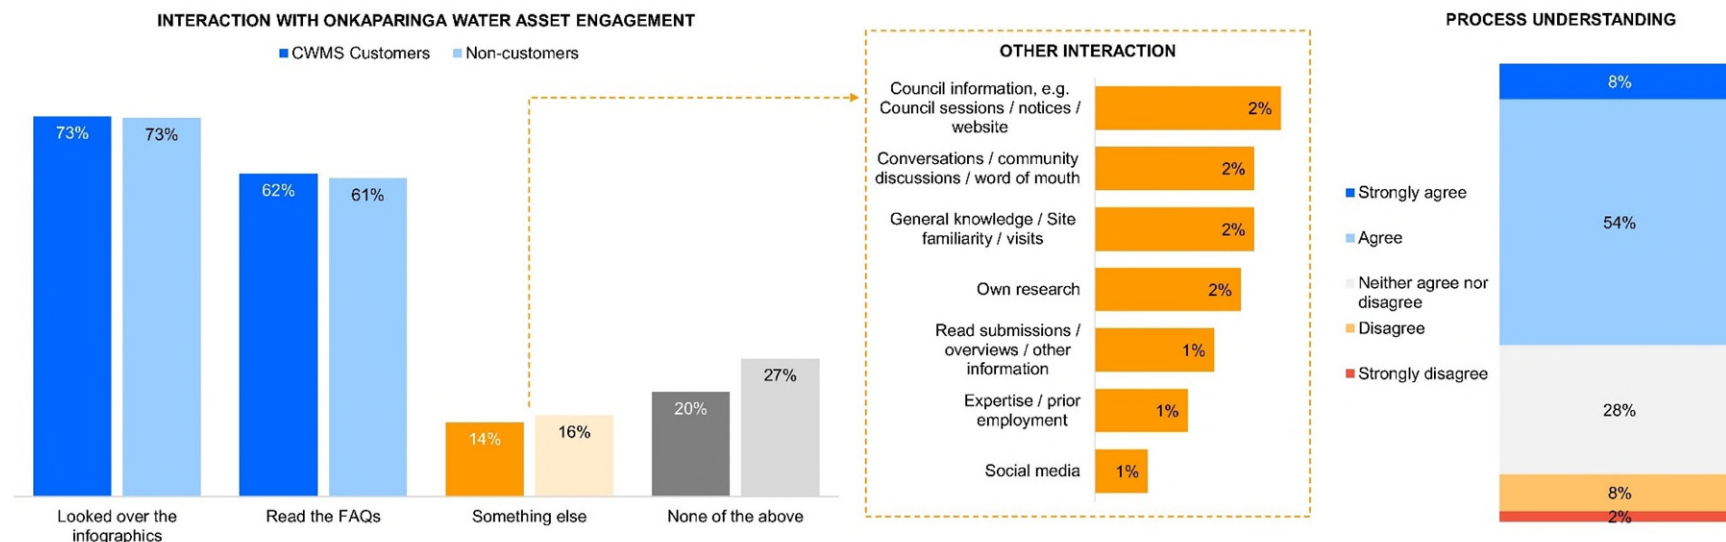 INTERACTION WITH ONKAPARINGA WATER ASSET ENGAGEMENT
CWMS Customers
Non-customers
73%
73%
62%
61%
14%
16%
20%
27%
Looked over the
infographics
Read the FAQs
Something else
None of the above
OTHER INTERACTION
Council information, e.g.
Council sessions / notices /
website
2%
Conversations / community
discussions / word of mouth
2%
General knowledge / Site
familiarity / visits
2%
Own research
2%
Read submissions /
overviews / other
information
1%
Expertise / prior
employment
1%
Social media
1%
PROCESS UNDERSTANDING
Strongly agree
Agree
Neither agree nor
disagree
Disagree
Strongly disagree
8%
54%
28%
8%
2%